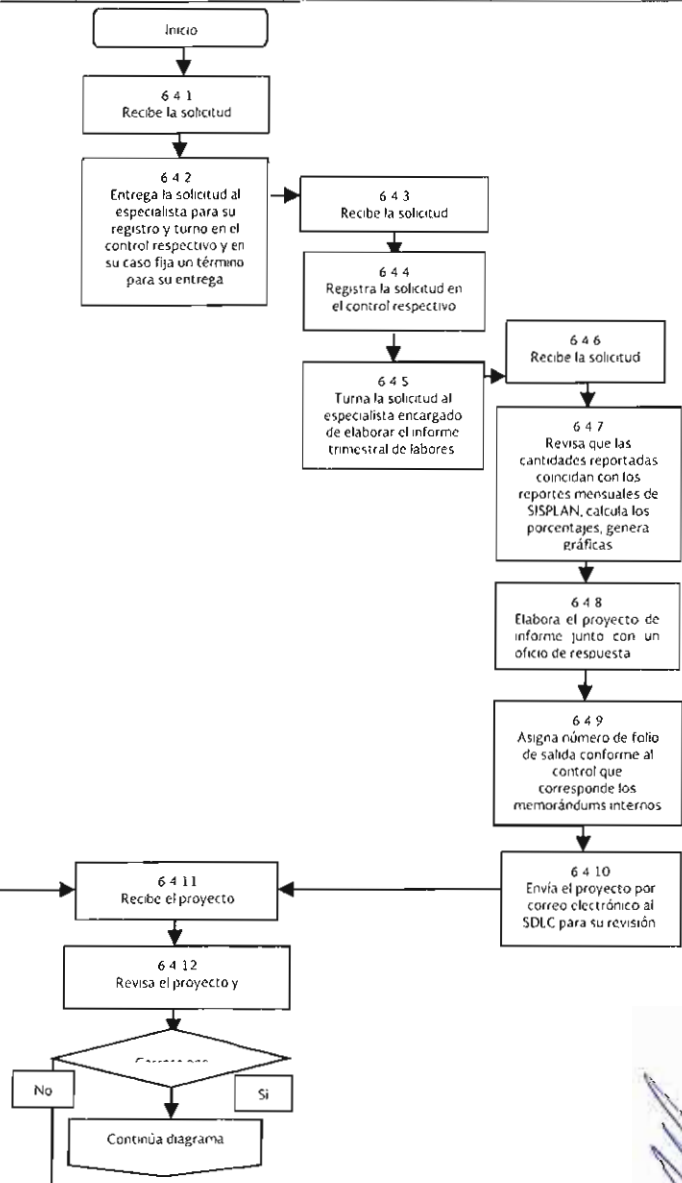 Inicio
6 4 1
Recibe la solicitud
6 4 2
Entrega la solicitud al
especialista para su
registro y turno en el
control respectivo y en
su caso fija un término
para su entrega
6 4 3
Recibe la solicitud
6 4 4
Registra la solicitud en
el control respectivo
6 4 5
Turna la solicitud al
especialista encargado
de elaborar el informe
trimestral de labores
6 4 6
Recibe la solicitud
6 4 7
Revisa que las
cantidades reportadas
coincidan con los
reportes mensuales de
SISPLAN, calcula los
porcentajes, genera
gráficas
6 4 8
Elabora el proyecto de
informe junto con un
oficio de respuesta
6 4 9
Asigna número de folio
de salida conforme al
control que
corresponde los
memorándums internos
6 4 10
Envía el proyecto por
correo electrónico al
SDLC para su revisión
6 4 11
Recibe el proyecto
6 4 12
Revisa el proyecto y
No
Si
Continúa diagrama